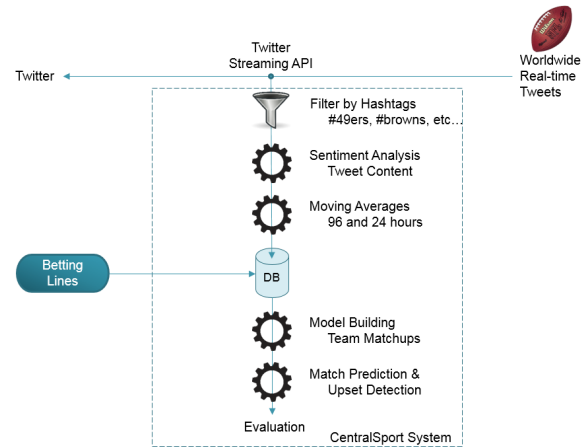 Twitter
Streaming API
Twitter
Worldwide
Real-time
Tweets
Filter by Hashtags
#49ers, #browns, etc…
Sentiment Analysis
Tweet Content
Moving Averages
96 and 24 hours
Betting
Lines
DB
Model Building
Team Matchups
Match Prediction &
Upset Detection
Evaluation
CentralSport System